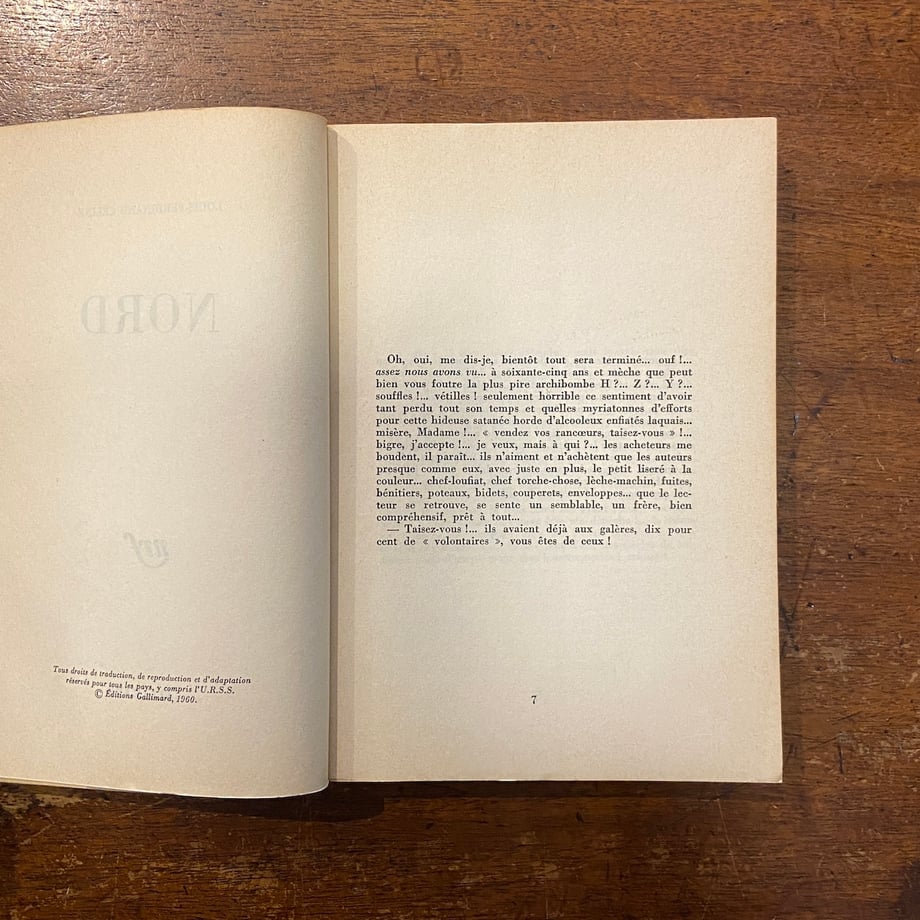 LOUIS-FERDINAND CÉLINE
NORD
nrf
Tous droits de traduction, de reproduction et d'adaptation
réservés pour tous les pays, y compris l'U.R.S.S.
© Éditions Gallimard, 1960.
Oh, oui, me dis-je, bientôt tout sera terminé... ouf !...
assez nous avons vu... à soixante-cinq ans et mèche que peut
bien vous foutre la plus pire archibombe H ?... Z ?... Y ?...
souffles !... vétilles ! seulement horrible ce sentiment d'avoir
tant perdu tout son temps et quelles myriatonnes d'efforts
pour cette hideuse satanée horde d'alcooleux enfiatés laquais...
misère, Madame !... « vendez vos rancœurs, taisez-vous » !...
bigre, j'accepte !... je veux, mais à qui ?... les acheteurs me
boudent, il paraît... ils n'aiment et n'achètent que les auteurs
presque comme eux, avec juste en plus, le petit liseré à la
couleur... chef-loufiat, chef torche-chose, lèche-machin, fuites,
bénitiers, poteaux, bidets, couperets, enveloppes... que le lec-
teur se retrouve, se sente un semblable, un frère, bien
compréhensif, prêt à tout...
— Taisez-vous !... ils avaient déjà aux galères, dix pour
cent de « volontaires », vous êtes de ceux !
7